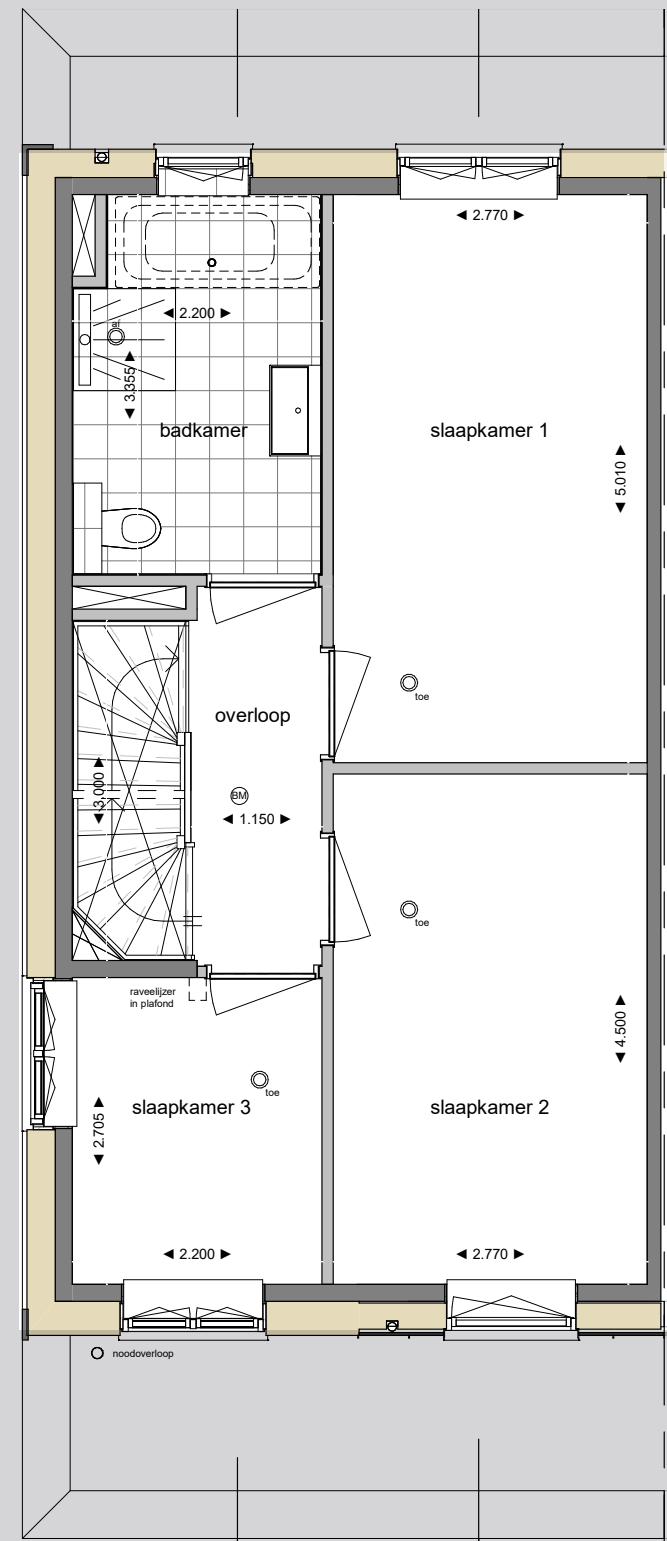 ◄ 2.770 ►
◄ 2.200 ►
af
◄ 3.355 ►
badkamer
slaapkamer 1
◄ 5.010 ►
toe
overloop
◄ 3.000 ►
BM
◄ 1.150 ►
toe
raveelijzer
in plafond
◄ 4.500 ►
toe
slaapkamer 3
slaapkamer 2
◄ 2.705 ►
◄ 2.200 ►
◄ 2.770 ►
noodoverloop